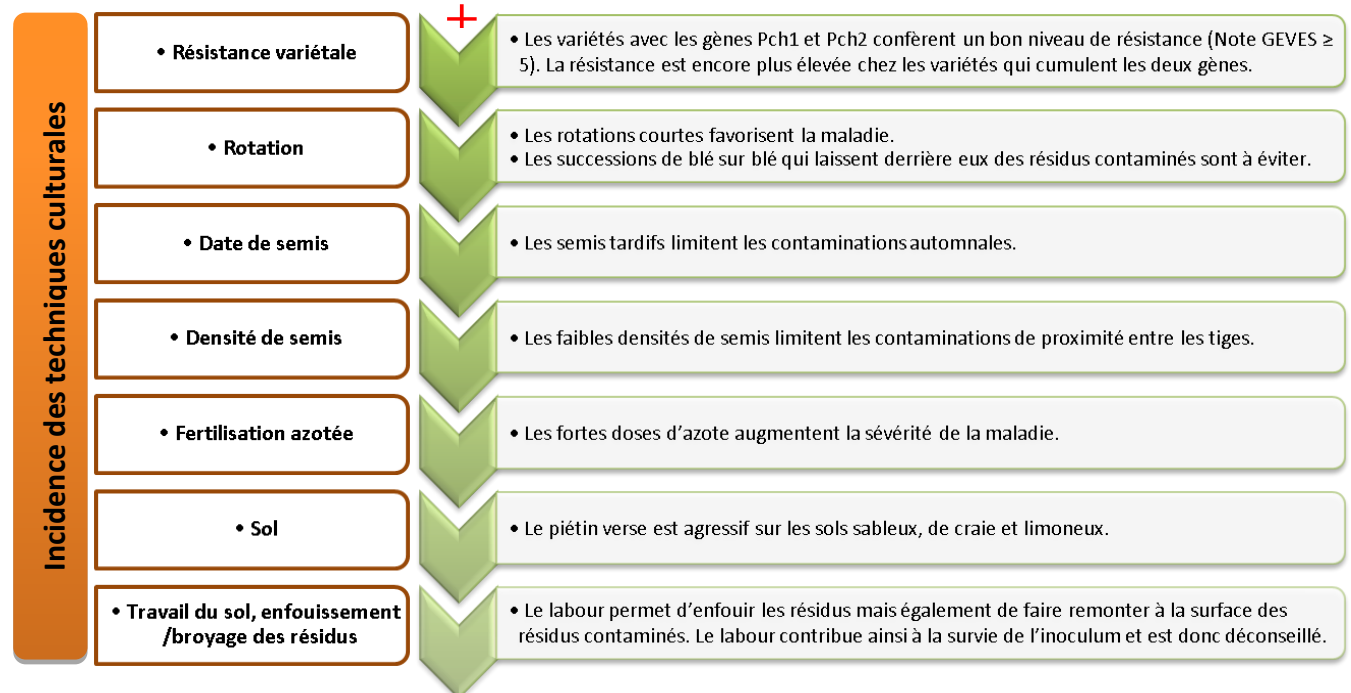 Incidence des techniques culturales
+
• Résistance variétale
• Les variétés avec les gènes Pch1 et Pch2 confèrent un bon niveau de résistance (Note GEVES ≥
5). La résistance est encore plus élevée chez les variétés qui cumulent les deux gènes.
• Rotation
• Les rotations courtes favorisent la maladie.
• Les successions de blé sur blé qui laissent derrière eux des résidus contaminés sont à éviter.
• Date de semis
• Les semis tardifs limitent les contaminations automnales.
• Densité de semis
• Les faibles densités de semis limitent les contaminations de proximité entre les tiges.
• Fertilisation azotée
• Les fortes doses d'azote augmentent la sévérité de la maladie.
• Sol
• Le piétin verse est agressif sur les sols sableux, de craie et limoneux.
• Travail du sol, enfouissement
/broyage des résidus
• Le labour permet d'enfouir les résidus mais également de faire remonter à la surface des
résidus contaminés. Le labour contribue ainsi à la survie de l'inoculum et est donc déconseillé.